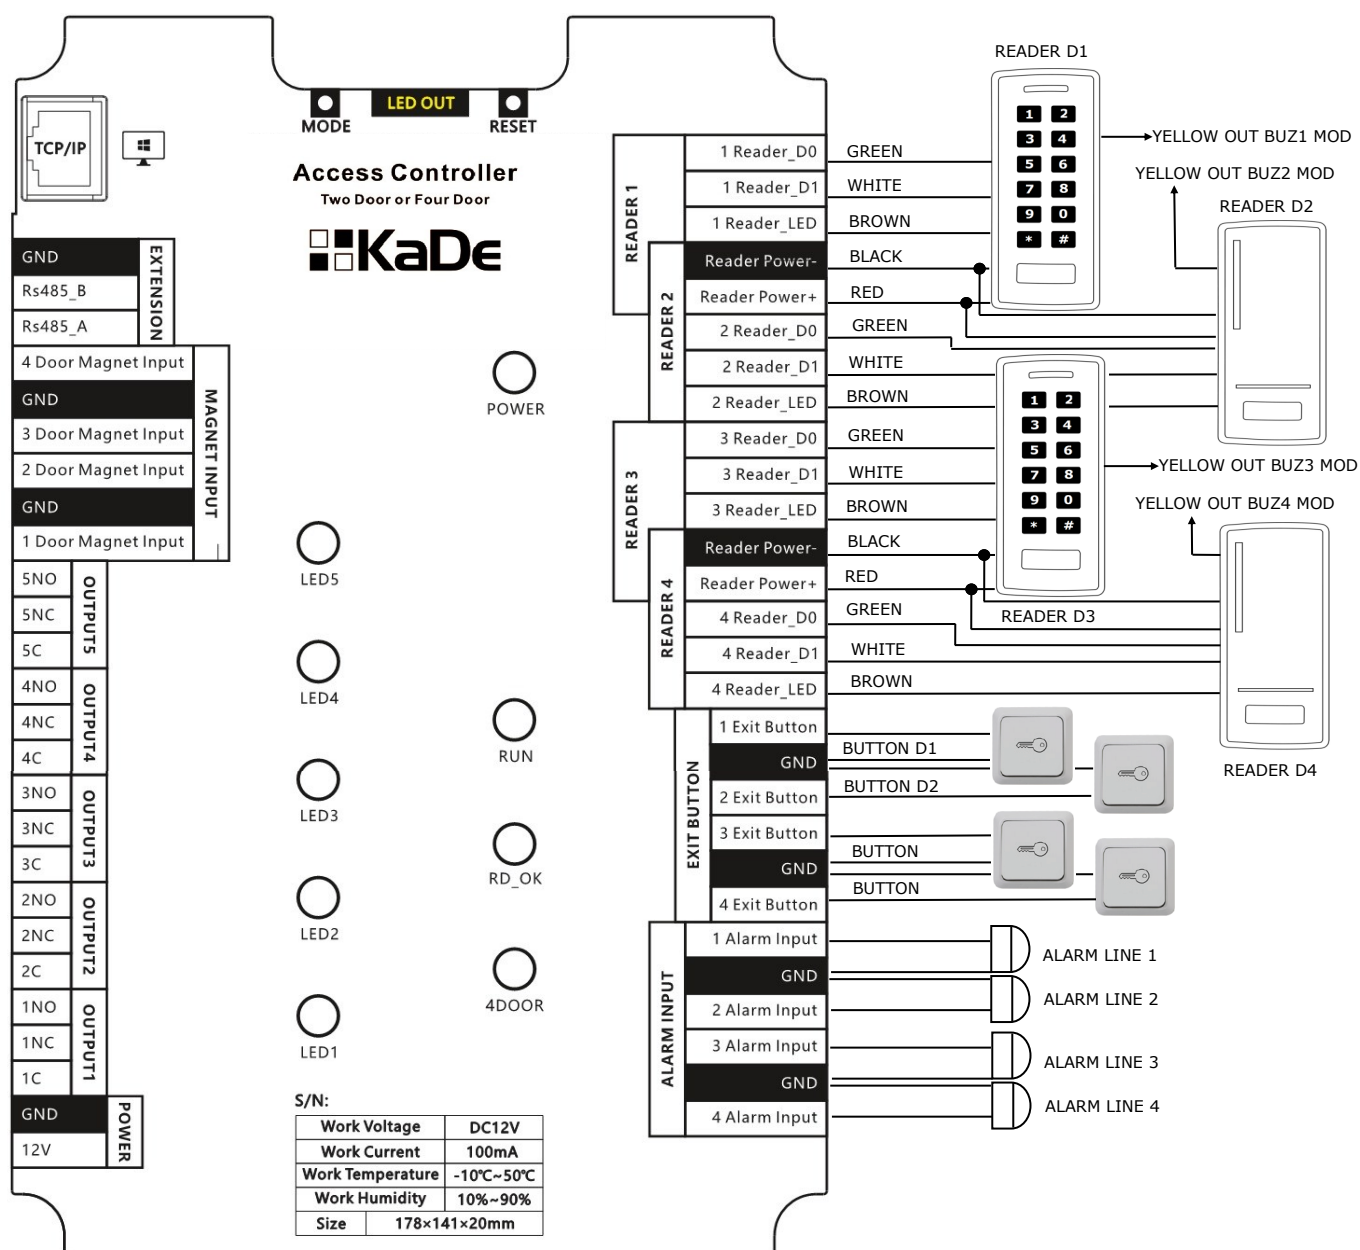 MODE
LED OUT
RESET
TCP/IP
Access Controller
Two Door or Four Door
KaDe
GND
Rs485_B
Rs485_A
EXTENSION
4 Door Magnet Input
GND
3 Door Magnet Input
2 Door Magnet Input
GND
1 Door Magnet Input
MAGNET INPUT
5NO
5NC
5C
OUTPUT5
4NO
4NC
4C
OUTPUT4
3NO
3NC
3C
OUTPUT3
2NO
2NC
2C
OUTPUT2
1NO
1NC
1C
OUTPUT1
GND
12V
POWER
POWER
LED5
LED4
RUN
LED3
RD_OK
LED2
4DOOR
LED1
S/N:
Work Voltage DC12V
Work Current 100mA
Work Temperature -10℃~50℃
Work Humidity 10%~90%
Size 178×141×20mm
READER 1
READER 2
READER 3
READER 4
EXIT BUTTON
ALARM INPUT
1 Reader_D0
1 Reader_D1
1 Reader_LED
Reader Power-
Reader Power+
2 Reader_D0
2 Reader_D1
2 Reader_LED
3 Reader_D0
3 Reader_D1
3 Reader_LED
Reader Power-
Reader Power+
4 Reader_D0
4 Reader_D1
4 Reader_LED
1 Exit Button
GND
2 Exit Button
3 Exit Button
GND
4 Exit Button
1 Alarm Input
GND
2 Alarm Input
3 Alarm Input
GND
4 Alarm Input
GREEN
WHITE
BROWN
BLACK
RED
GREEN
WHITE
BROWN
GREEN
WHITE
BROWN
BLACK
RED
GREEN
WHITE
BROWN
BUTTON D1
BUTTON D2
BUTTON
BUTTON
READER D1
1 2
3 4
5 6
7 8
9 0
* #
YELLOW OUT BUZ1 MOD
YELLOW OUT BUZ2 MOD
READER D2
1 2
3 4
5 6
7 8
9 0
* #
YELLOW OUT BUZ3 MOD
YELLOW OUT BUZ4 MOD
READER D3
READER D4
ALARM LINE 1
ALARM LINE 2
ALARM LINE 3
ALARM LINE 4